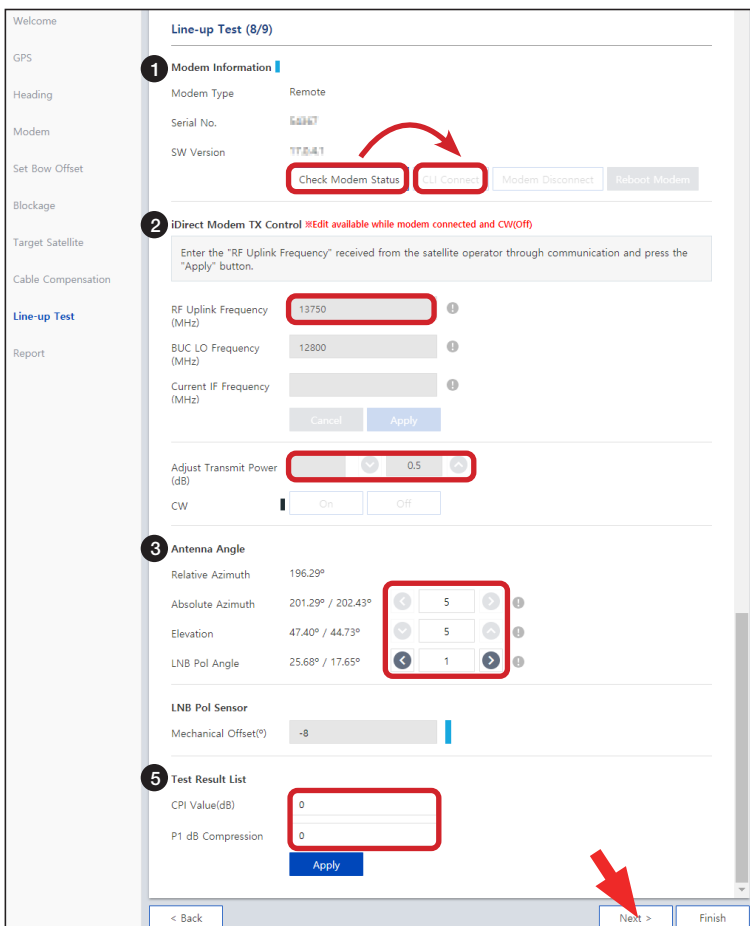 Welcome
GPS
Heading
Modem
Set Bow Offset
Blockage
Target Satellite
Cable Compensation
Line-up Test
Report
Line-up Test (8/9)
1 Modem Information
Modem Type Remote
Serial No.
SW Version
Check Modem Status CLI Connect Modem Disconnect Reboot Modem
2 iDirect Modem TX Control ※Edit available while modem connected and CW(Off)
Enter the "RF Uplink Frequency" received from the satellite operator through communication and press the
"Apply" button.
RF Uplink Frequency 13750 !
(MHz)
BUC LO Frequency 12800 !
(MHz)
Current IF Frequency !
(MHz)
Cancel Apply
Adjust Transmit Power 0.5
(dB)
CW On Off
3 Antenna Angle
Relative Azimuth 196.29º
Absolute Azimuth 201.29º / 202.43º 5 !
Elevation 47.40º / 44.73º 5 !
LNB Pol Angle 25.68º / 17.65º 1 !
LNB Pol Sensor
Mechanical Offset(º) -8
5 Test Result List
CPI Value(dB) 0
P1 dB Compression 0
Apply
< Back Next > Finish